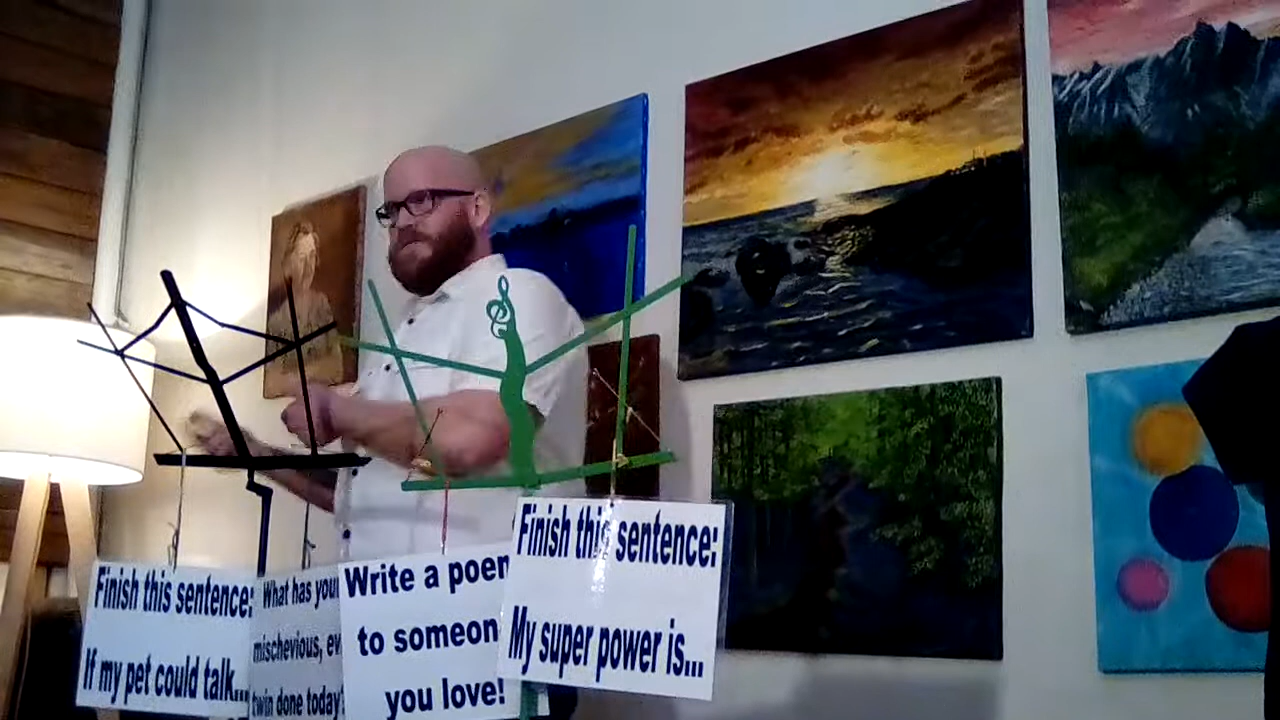 Finish this sentence:
If my pet could talk...
What has your
mischevious, ev
twin done today?
Write a poem
to someon
you love!
Finish this sentence:
My super power is...